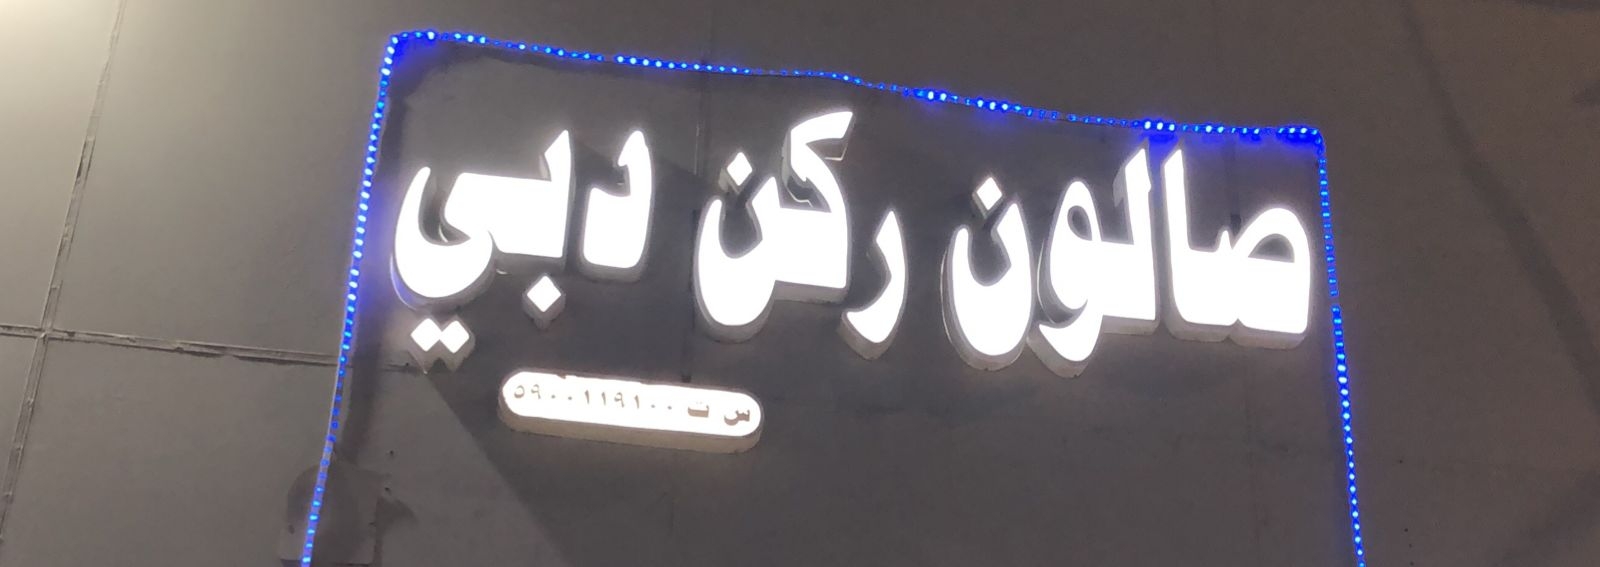 صالون ركن دبي
س ت ٥٩٠٠١١٩١٠٠